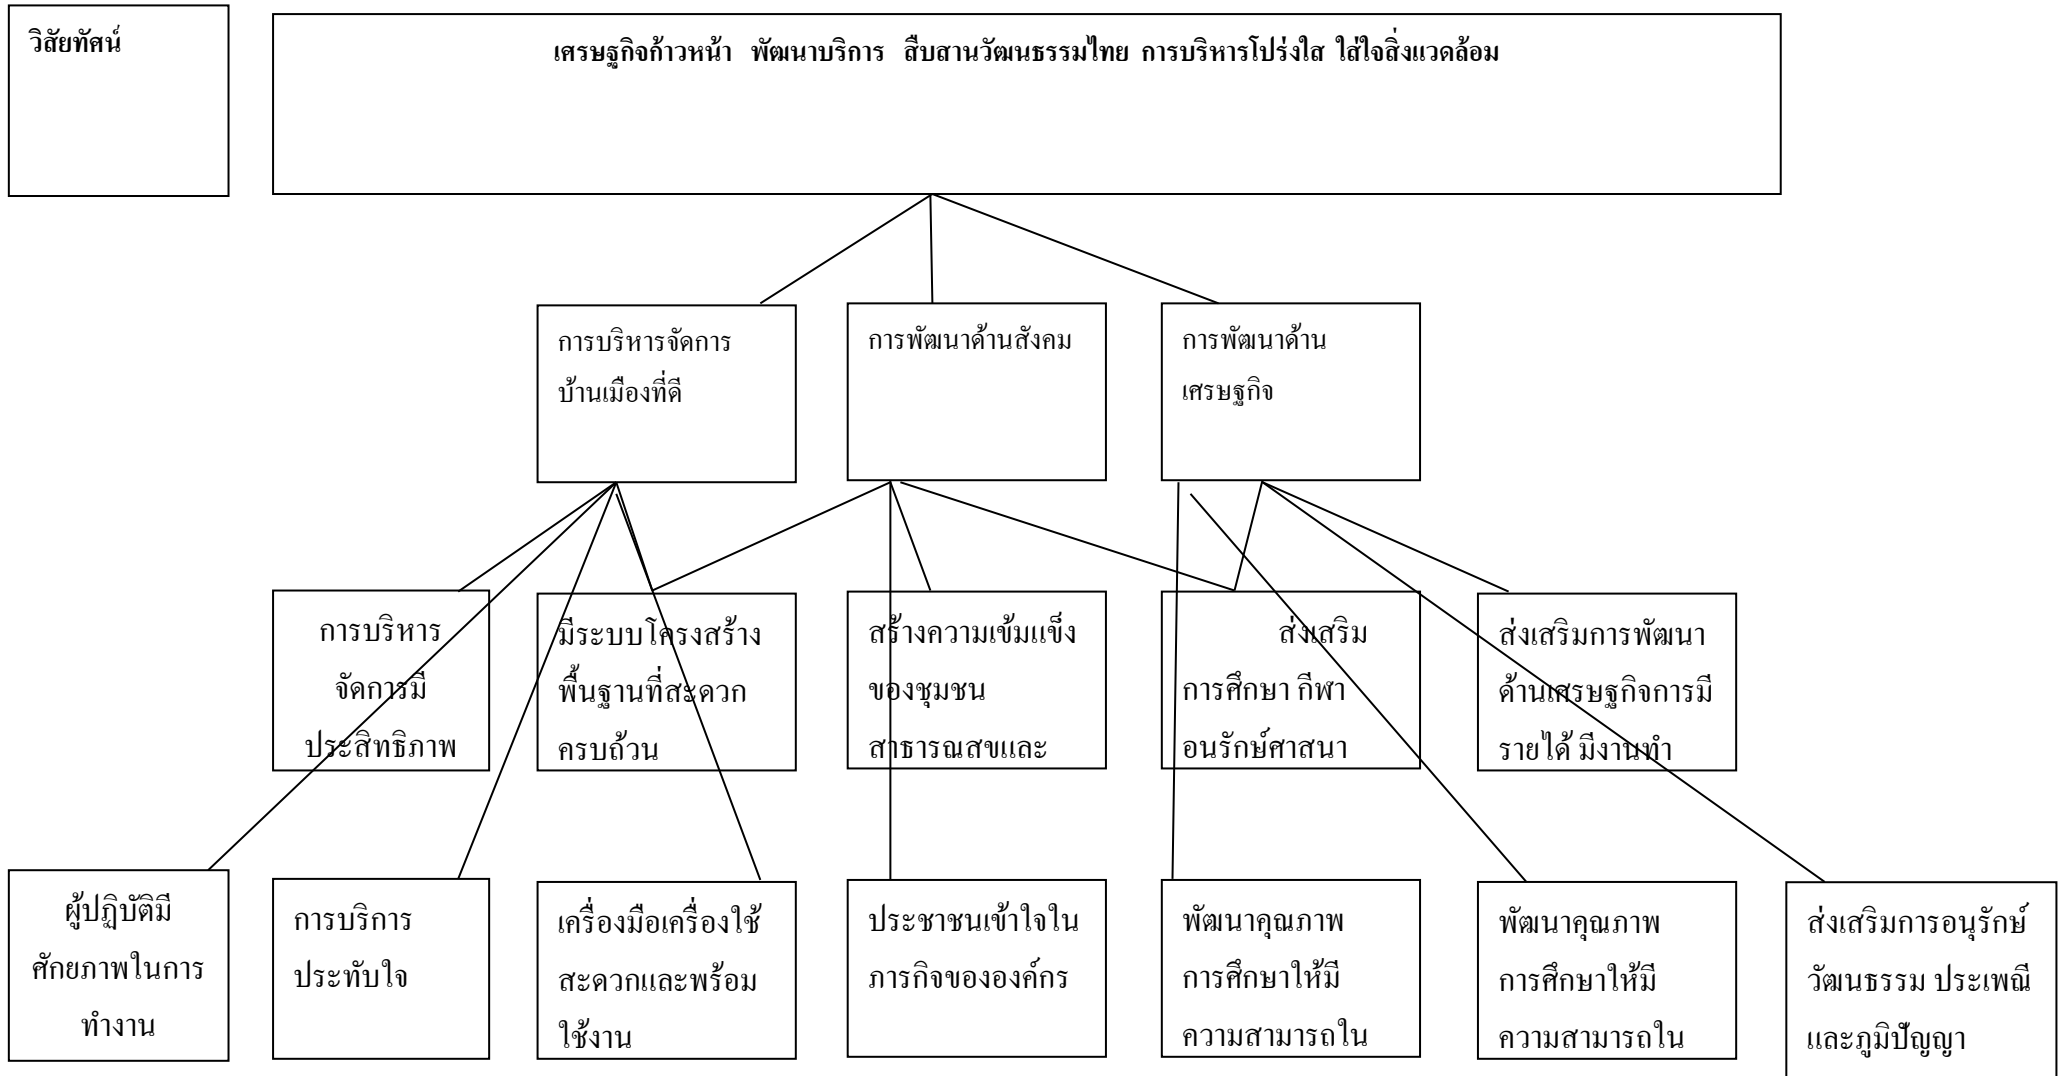 วิสัยทัศน์
เศรษฐกิจก้าวหน้า พัฒนาบริการ สืบสานวัฒนธรรมไทย การบริหารโปร่งใส ใส่ใจสิ่งแวดล้อม
การบริหารจัดการ
บ้านเมืองที่ดี
การพัฒนาด้านสังคม
การพัฒนาด้าน
เศรษฐกิจ
การบริหาร
จัดการมี
ประสิทธิภาพ
มีระบบโครงสร้าง
พื้นฐานที่สะดวก
ครบถ้วน
สร้างความเข้มแข็ง
ของชุมชน
สาธารณสขและ
ส่งเสริม
การศึกษา กีฬา
อนรักษ์ศาสนา
ส่งเสริมการพัฒนา
ด้านเศรษฐกิจการมี
รายได้ มีงานทำ
ผู้ปฏิบัติมี
ศักยภาพในการ
ทำงาน
การบริการ
ประทับใจ
เครื่องมือเครื่องใช้
สะดวกและพร้อม
ใช้งาน
ประชาชนเข้าใจใน
ภารกิจขององค์กร
พัฒนาคุณภาพ
การศึกษาให้มี
ความสามารถใน
พัฒนาคุณภาพ
การศึกษาให้มี
ความสามารถใน
ส่งเสริมการอนุรักษ์
วัฒนธรรม ประเพณี
และภูมิปัญญา